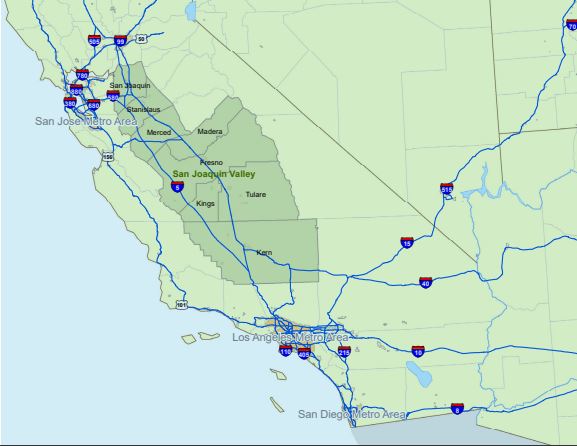 70
505
99
50
780
San Joaquin
880
580
380
680
Stanislaus
San Jose Metro Area
Merced
Madera
156
Fresno
San Joaquin Valley
5
515
Tulare
Kings
15
Kern
40
101
Los Angeles Metro Area
110
405
215
10
San Diego Metro Area
8